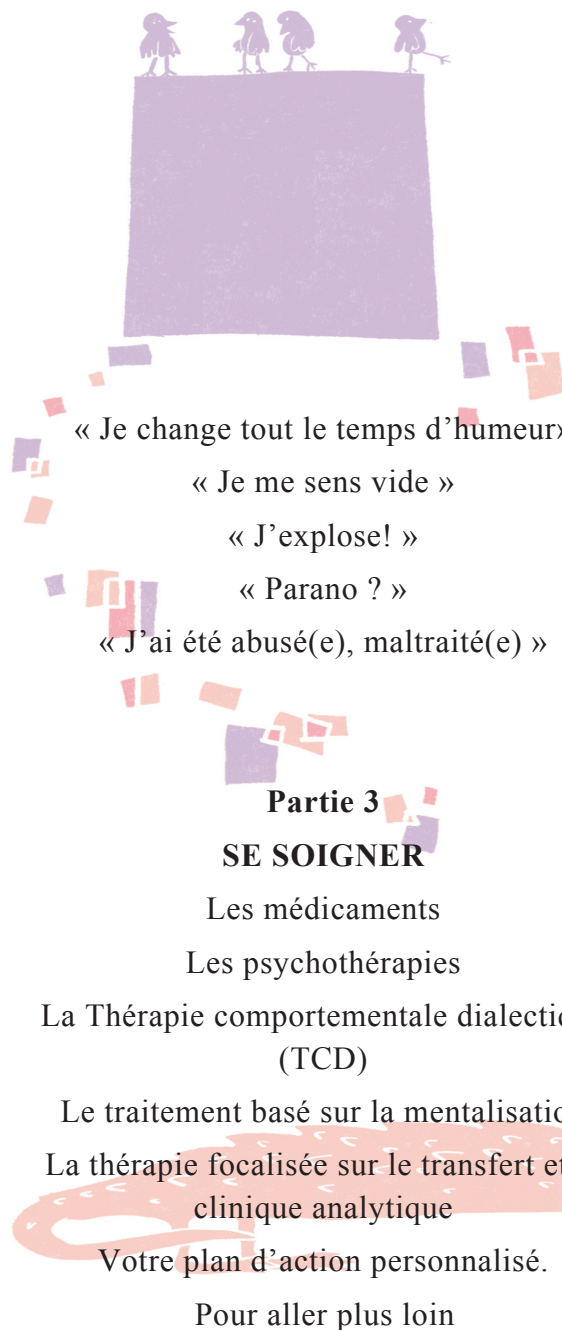 « Je change tout le temps d’humeur»
« Je me sens vide »
« J’explose! »
« Parano ? »
« J’ai été abusé(e), maltraité(e) »
Partie 3
SE SOIGNER
Les médicaments
Les psychothérapies
La Thérapie comportementale
(TCD)
Le traitement basé sur la
La thérapie focalisée sur le transfert et
clinique analytique
Votre plan d’action personnalisé.
Pour aller plus loin